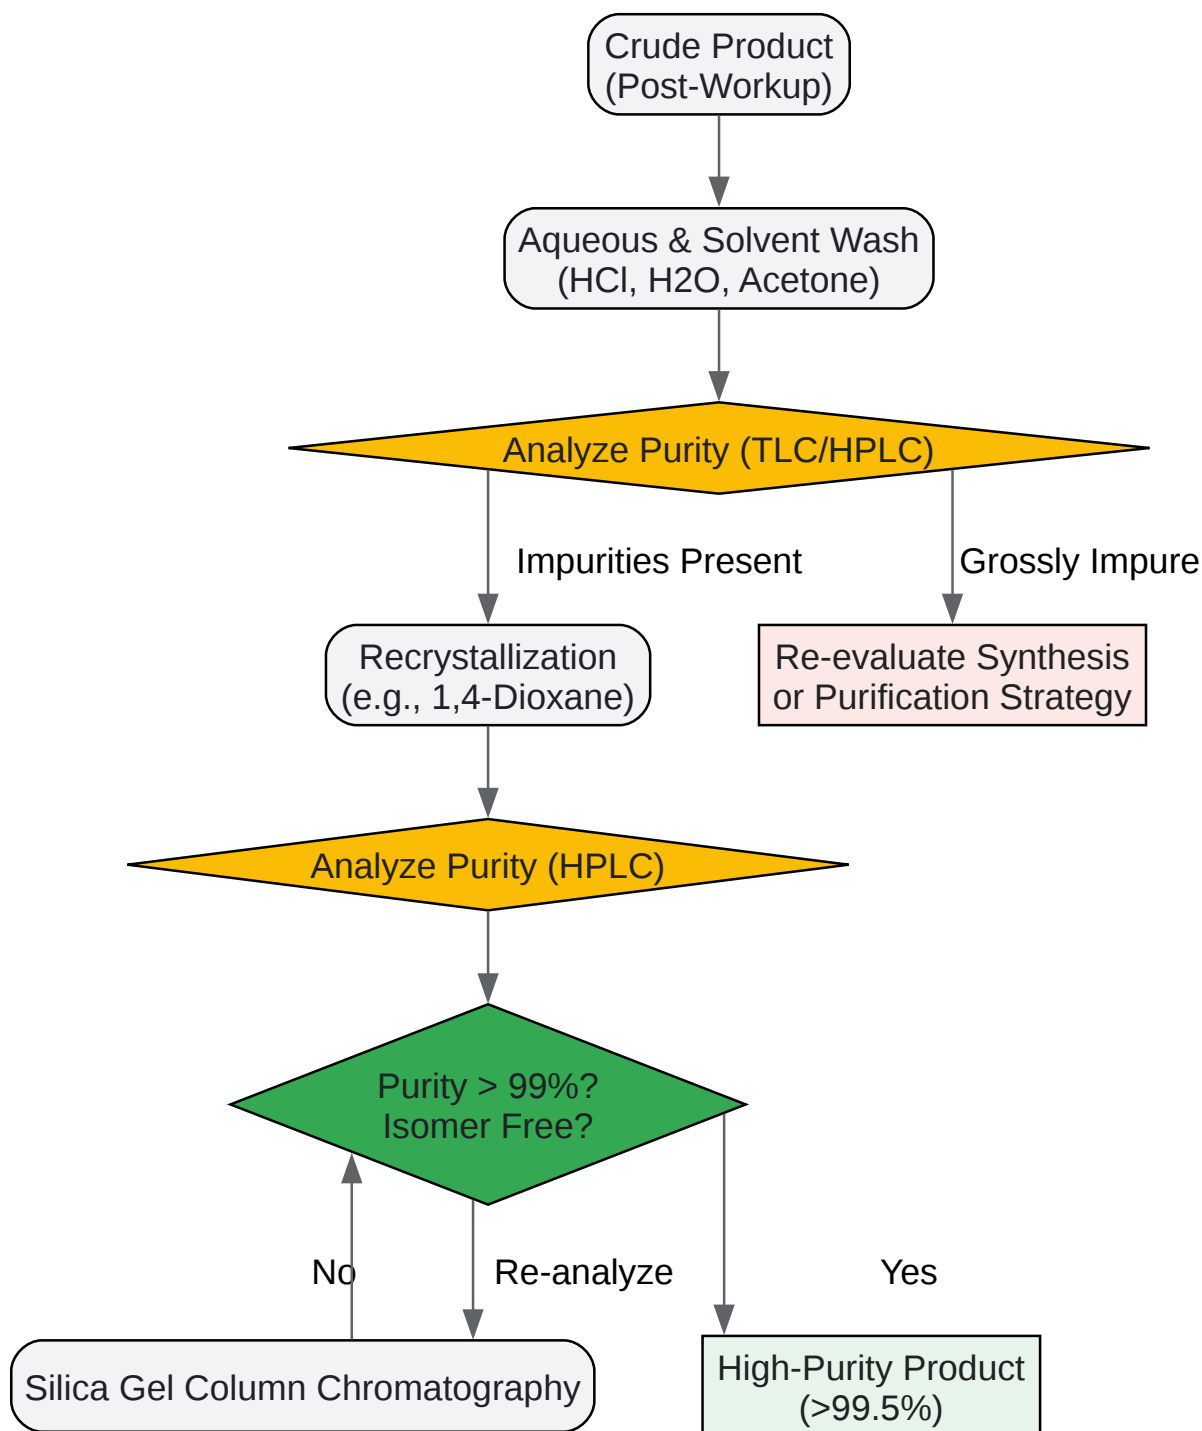 Crude Product
(Post-Workup)
Aqueous & Solvent Wash
(HCl, H2O, Acetone)
Analyze Purity (TLC/HPLC)
Impurities Present
Grossly Impure
Recrystallization
(e.g., 1,4-Dioxane)
Re-evaluate Synthesis
or Purification Strategy
Analyze Purity (HPLC)
Purity > 99%?
Isomer Free?
No
Re-analyze
Yes
Silica Gel Column Chromatography
High-Purity Product
(>99.5%)